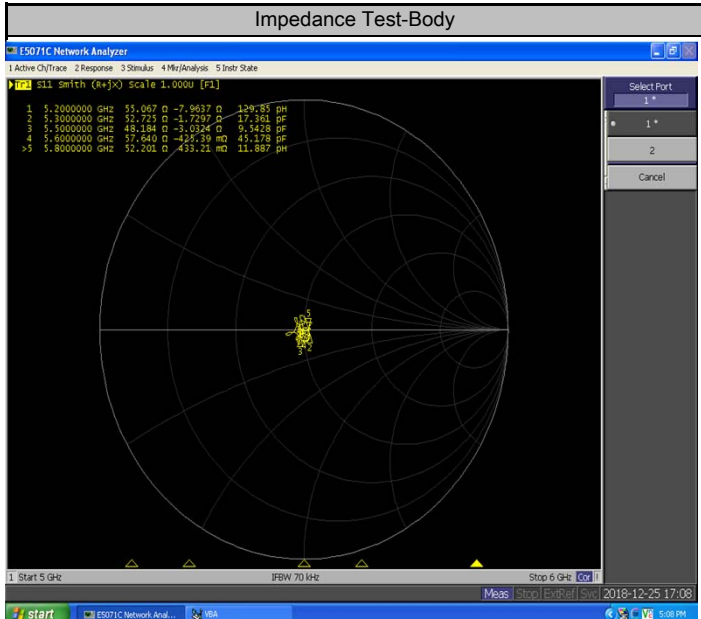 Impedance Test-Body
E5071C Network Analyzer
1 Active Ch/Trace 2 Response 3 Stimulus 4 Mkr/Analysis 5 Instr State
Tr1 S11 Smith (R+jX) Scale 1.000U [F1]
1 5.2000000 GHz 55.067 Ω -7.9637 Ω 129.85 pH
2 5.3000000 GHz 52.725 Ω -1.7297 Ω 17.361 pF
3 5.5000000 GHz 48.184 Ω -3.0324 Ω 9.5428 pF
4 5.6000000 GHz 57.640 Ω -425.39 mΩ 45.178 pF
>5 5.8000000 GHz 52.201 Ω 433.21 mΩ 11.887 pH
Select Port
1 *
1 *
2
Cancel
5
3 2
1 Start 5 GHz IFBW 70 kHz Stop 6 GHz Cor !
Meas Stop ExtRef Svc 2018-12-25 17:08
start E5071C Network Anal... VBA 5:08 PM